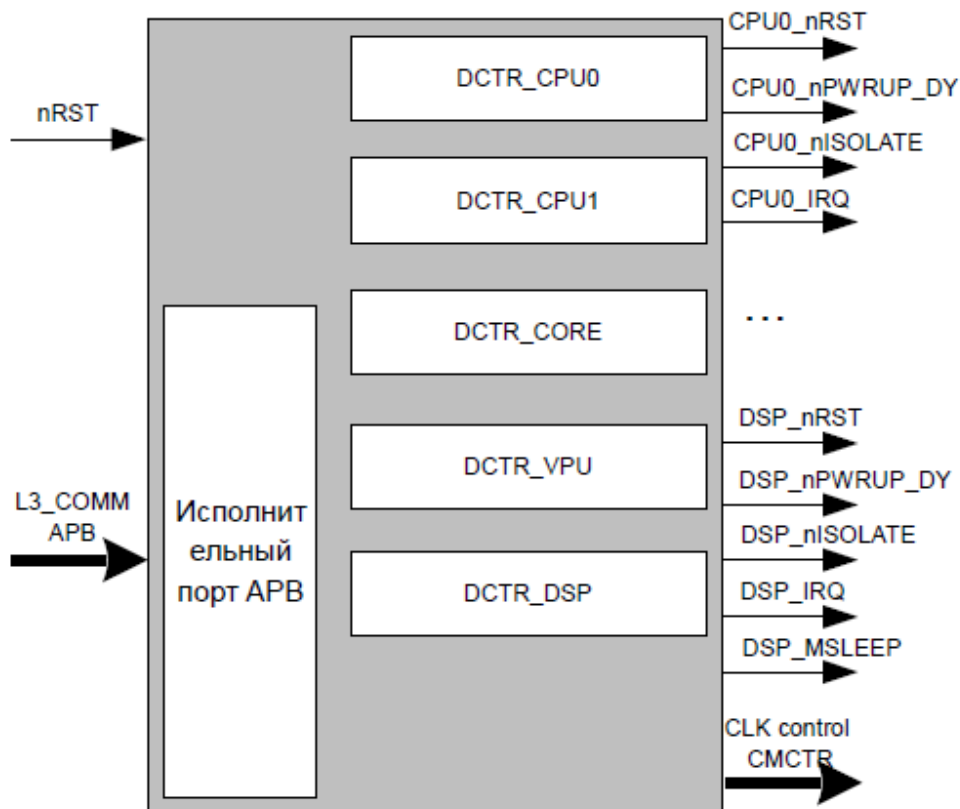 CPU0_nRST
DCTR_CPU0
CPU0_nPWRUP_DY
nRST
CPU0_nISOLATE
DCTR_CPU1
CPU0_IRQ
DCTR_CORE
...
DSP_nRST
DCTR_VPU
DSP_nPWRUP_DY
L3_COMM
APB
Исполнит
ельный
порт APB
DSP_nISOLATE
DCTR_DSP
DSP_IRQ
DSP_MSLEEP
CLK control
CMCTR